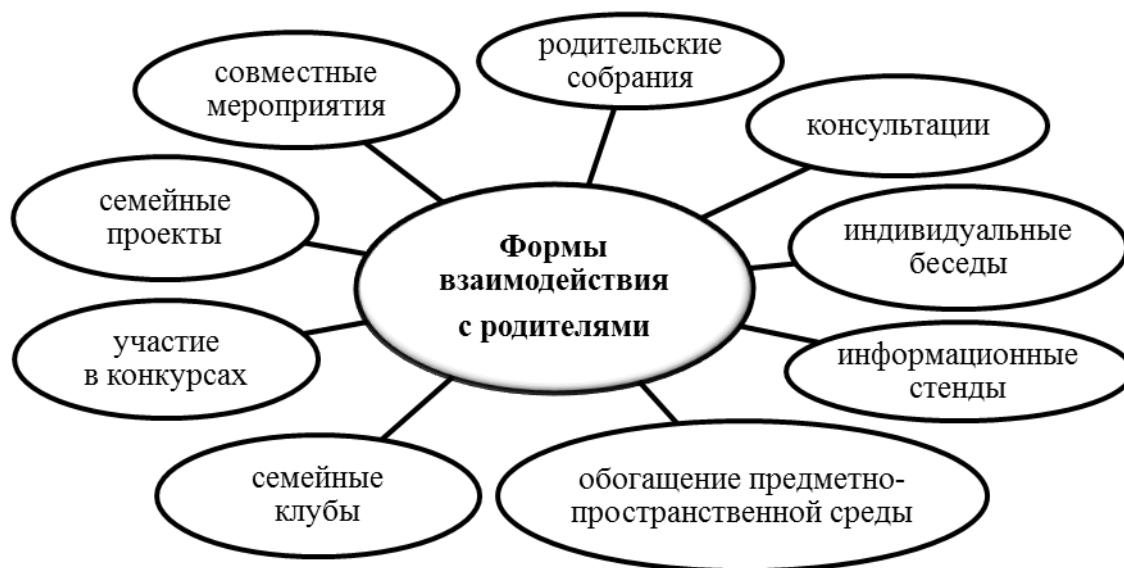 родительские
собрания
совместные
мероприятия
консультации
семейные
проекты
Формы
взаимодействия
с родителями
индивидуальные
беседы
участие
в конкурсах
информационные
стенды
семейные
клубы
обогащение предметно-
пространственной среды